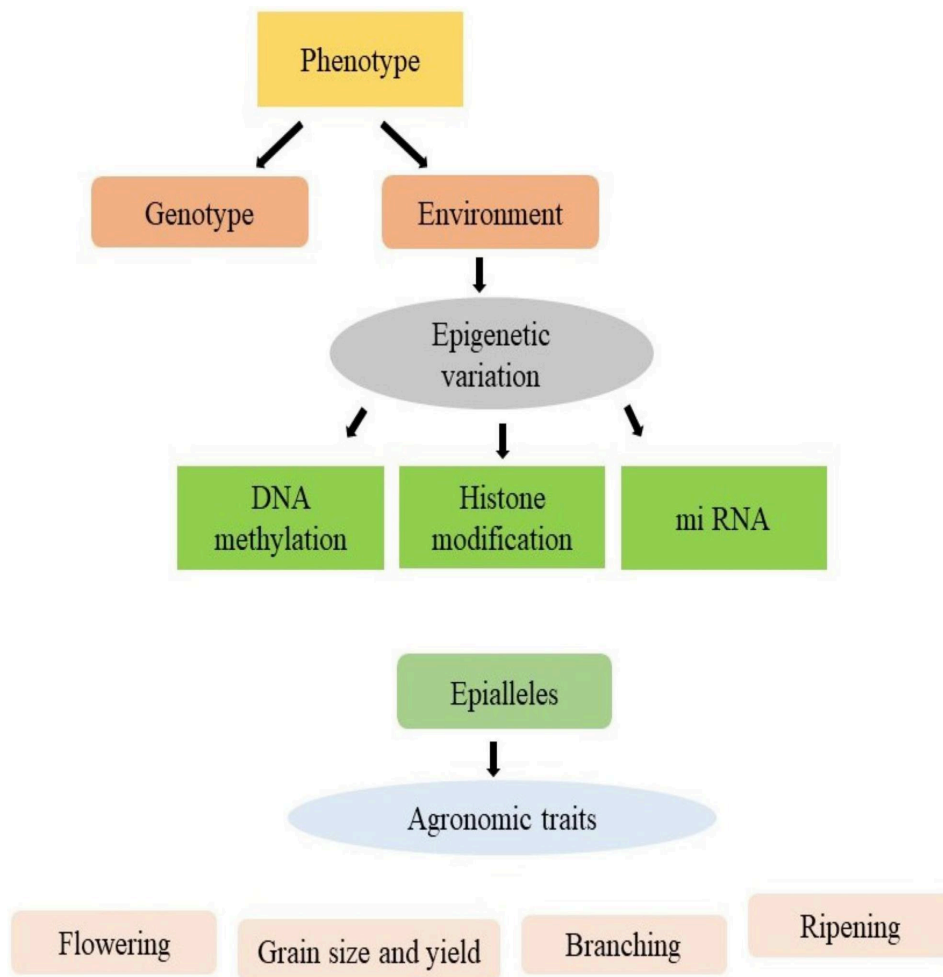 Phenotype
Genotype
Environment
Epigenetic
variation
DNA
methylation
Histone
modification
mi RNA
Epialleles
Agronomic traits
Flowering
Grain size and yield
Branching
Ripening